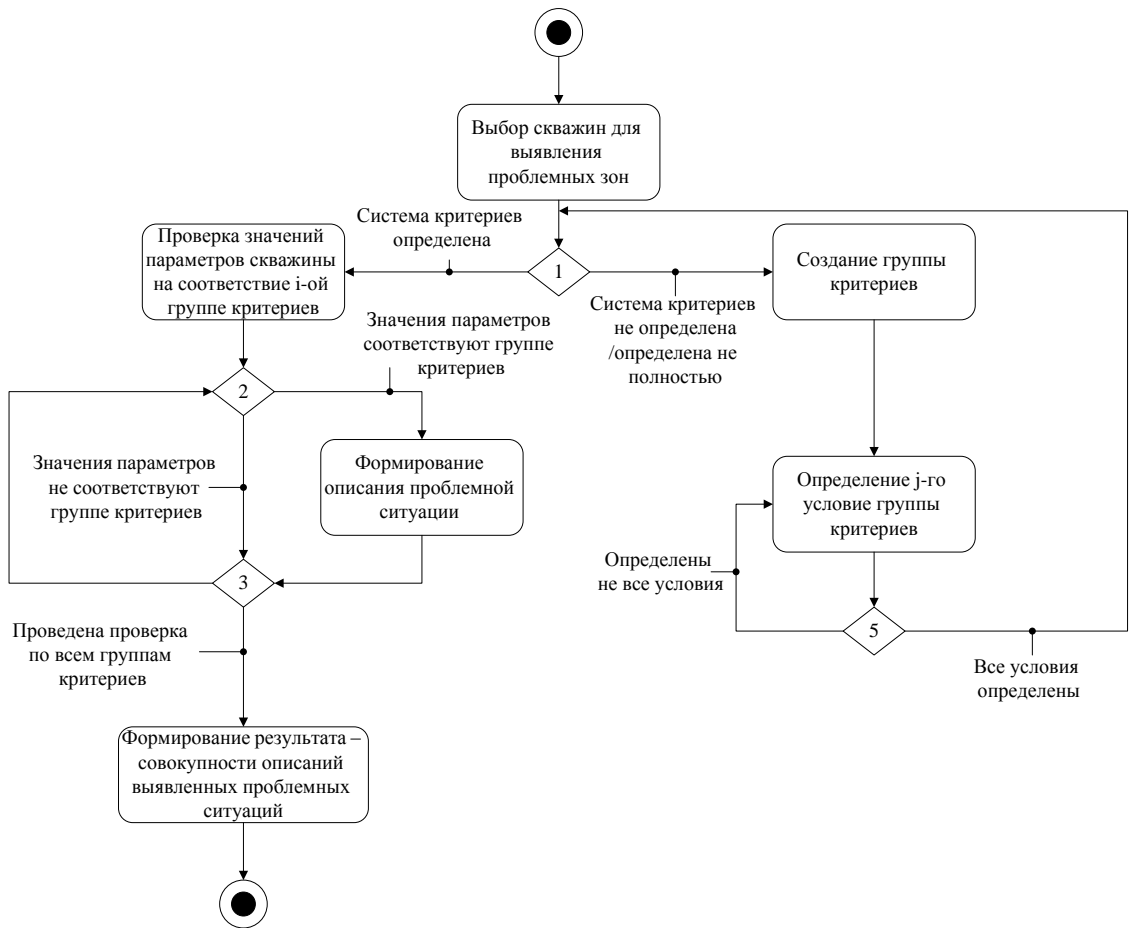 Выбор скважин для
выявления
проблемных зон
Система критериев
определена
1
Проверка значений
параметров скважины
на соответствие i-ой
группе критериев
Создание группы
критериев
Система критериев
не определена
/определена не
полностью
Значения параметров
соответствуют группе
критериев
2
Значения параметров
не соответствуют
группе критериев
Формирование
описания проблемной
ситуации
Определение j-го
условие группы
критериев
Определены
не все условия
3
5
Проведена проверка
по всем группам
критериев
Все условия
определены
Формирование результата –
совокупности описаний
выявленных проблемных
ситуаций